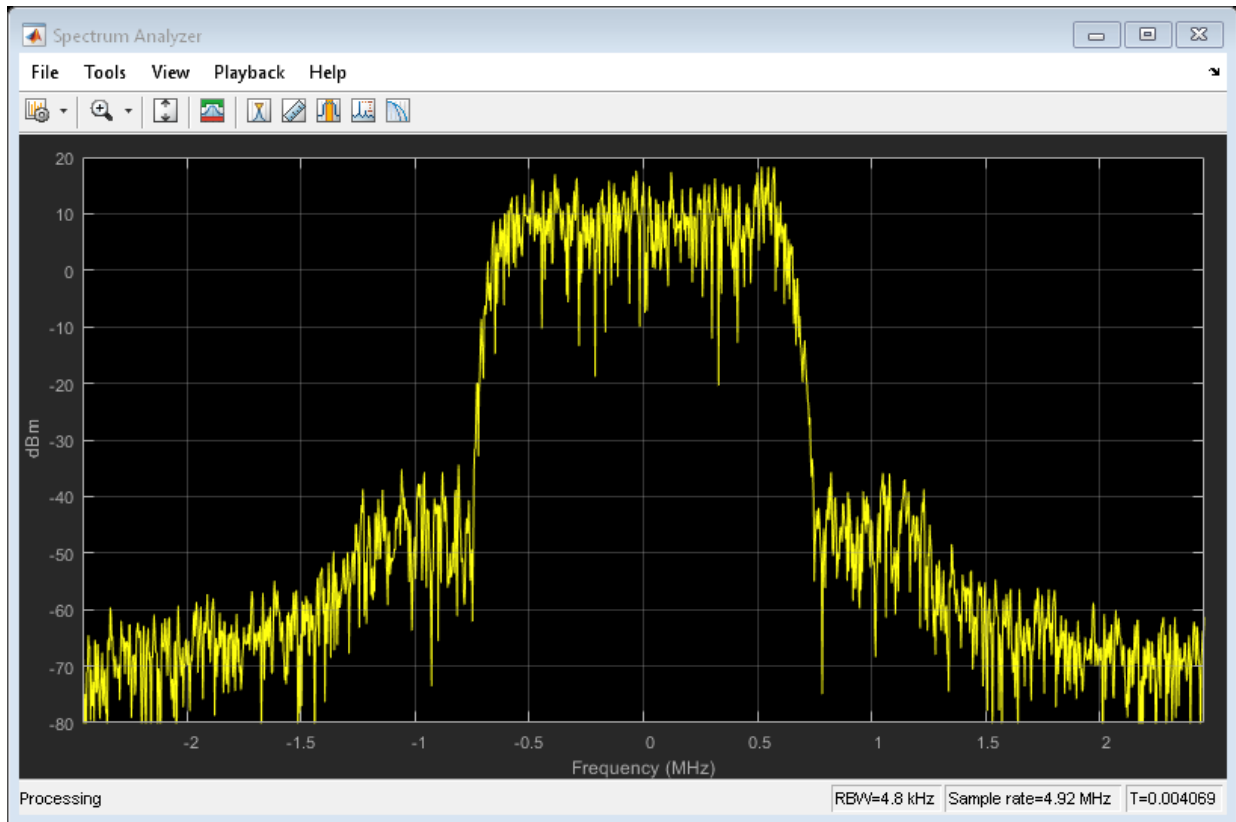 Spectrum Analyzer
File Tools View Playback Help
20
10
0
-10
-20
-30
-40
-50
-60
-70
-80
dBm
-2 -1.5 -1 -0.5 0 0.5 1 1.5 2
Frequency (MHz)
Processing RBW=4.8 kHz Sample rate=4.92 MHz T=0.004069